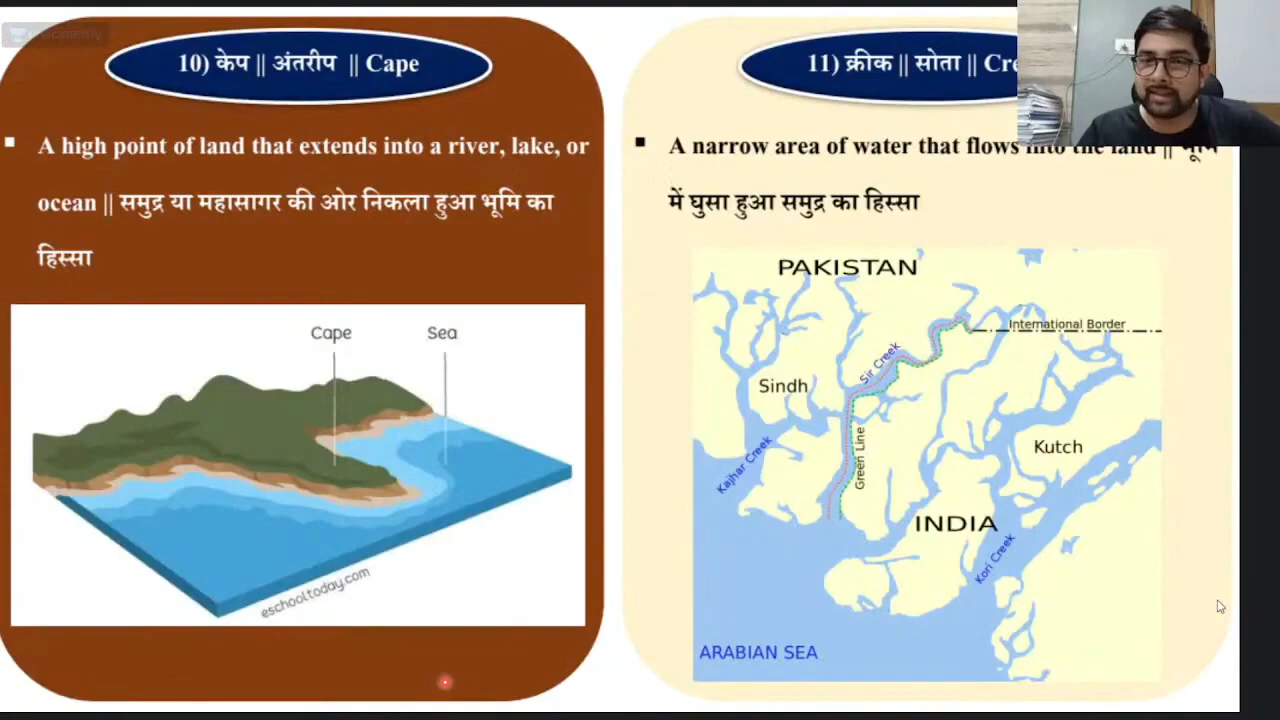 10) केप || अंतरीप || Cape
▪ A high point of land that extends into a river, lake, or
ocean || समुद्र या महासागर की ओर निकला हुआ भूमि का
हिस्सा
Cape
Sea
eschooltoday.com
11) क्रीक || सोता || Cre
▪ A narrow area of water that flows into the land || भूमि
में घुसा हुआ समुद्र का हिस्सा
PAKISTAN
International Border
Sir Creek
Sindh
Green Line
Kajhar Creek
Kutch
INDIA
Kori Creek
ARABIAN SEA